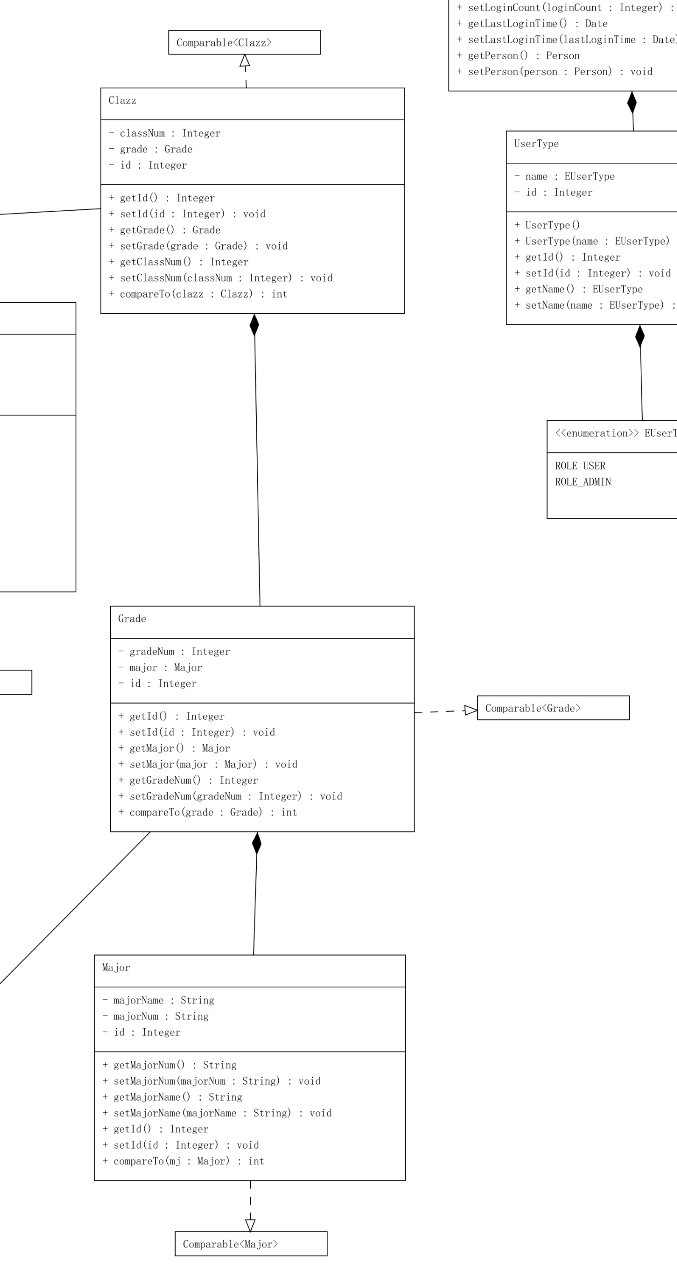 + setLoginCount(loginCount : Integer) :
+ getLastLoginTime() : Date
+ setLastLoginTime(lastLoginTime : Date)
+ getPerson() : Person
+ setPerson(person : Person) : void
Comparable<Clazz>
Clazz
- classNum : Integer
- grade : Grade
- id : Integer
+ getId() : Integer
+ setId(id : Integer) : void
+ getGrade() : Grade
+ setGrade(grade : Grade) : void
+ getClassNum() : Integer
+ setClassNum(classNum : Integer) : void
+ compareTo(clazz : Clazz) : int
UserType
- name : EUserType
- id : Integer
+ UserType()
+ UserType(name : EUserType)
+ getId() : Integer
+ setId(id : Integer) : void
+ getName() : EUserType
+ setName(name : EUserType) :
<<enumeration>> EUserT
ROLE_USER
ROLE_ADMIN
Grade
- gradeNum : Integer
- major : Major
- id : Integer
+ getId() : Integer
+ setId(id : Integer) : void
+ getMajor() : Major
+ setMajor(major : Major) : void
+ getGradeNum() : Integer
+ setGradeNum(gradeNum : Integer) : void
+ compareTo(grade : Grade) : int
Comparable<Grade>
Major
- majorName : String
- majorNum : String
- id : Integer
+ getMajorNum() : String
+ setMajorNum(majorNum : String) : void
+ getMajorName() : String
+ setMajorName(majorName : String) : void
+ getId() : Integer
+ setId(id : Integer) : void
+ compareTo(mj : Major) : int
Comparable<Major>